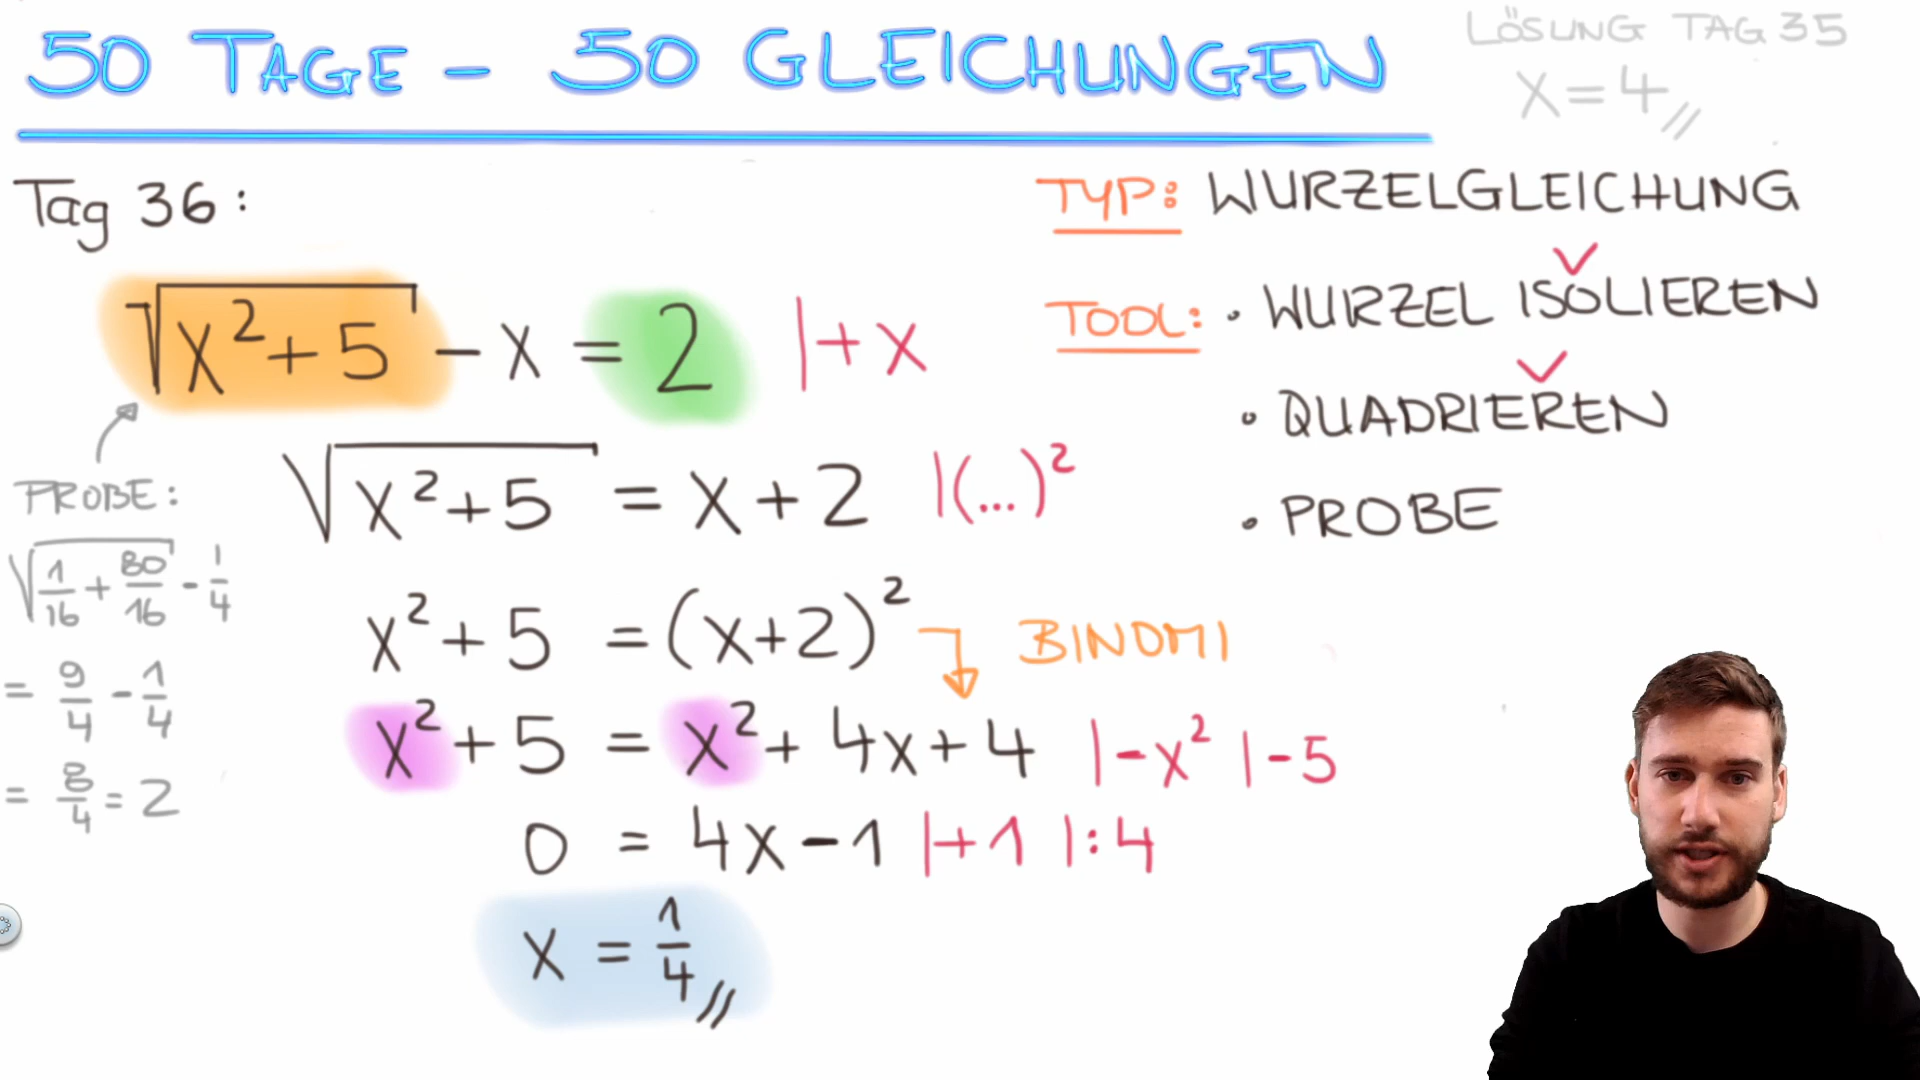 50 TAGE – 50 GLEICHUNGEN
LÖSUNG TAG 35
x = 4
Tag 36:
√(x² + 5) − x = 2 | + x
√(x² + 5) = x + 2 | (...)²
x² + 5 = (x + 2)² BINOMI
x² + 5 = x² + 4x + 4 | − x² | − 5
0 = 4x − 1 | + 1 | : 4
x = 1/4
PROBE:
√(1/16 + 80/16) − 1/4
= 9/4 − 1/4
= 8/4 = 2
TYP: WURZELGLEICHUNG
TOOL: • WURZEL ISOLIEREN ✓
• QUADRIEREN ✓
• PROBE